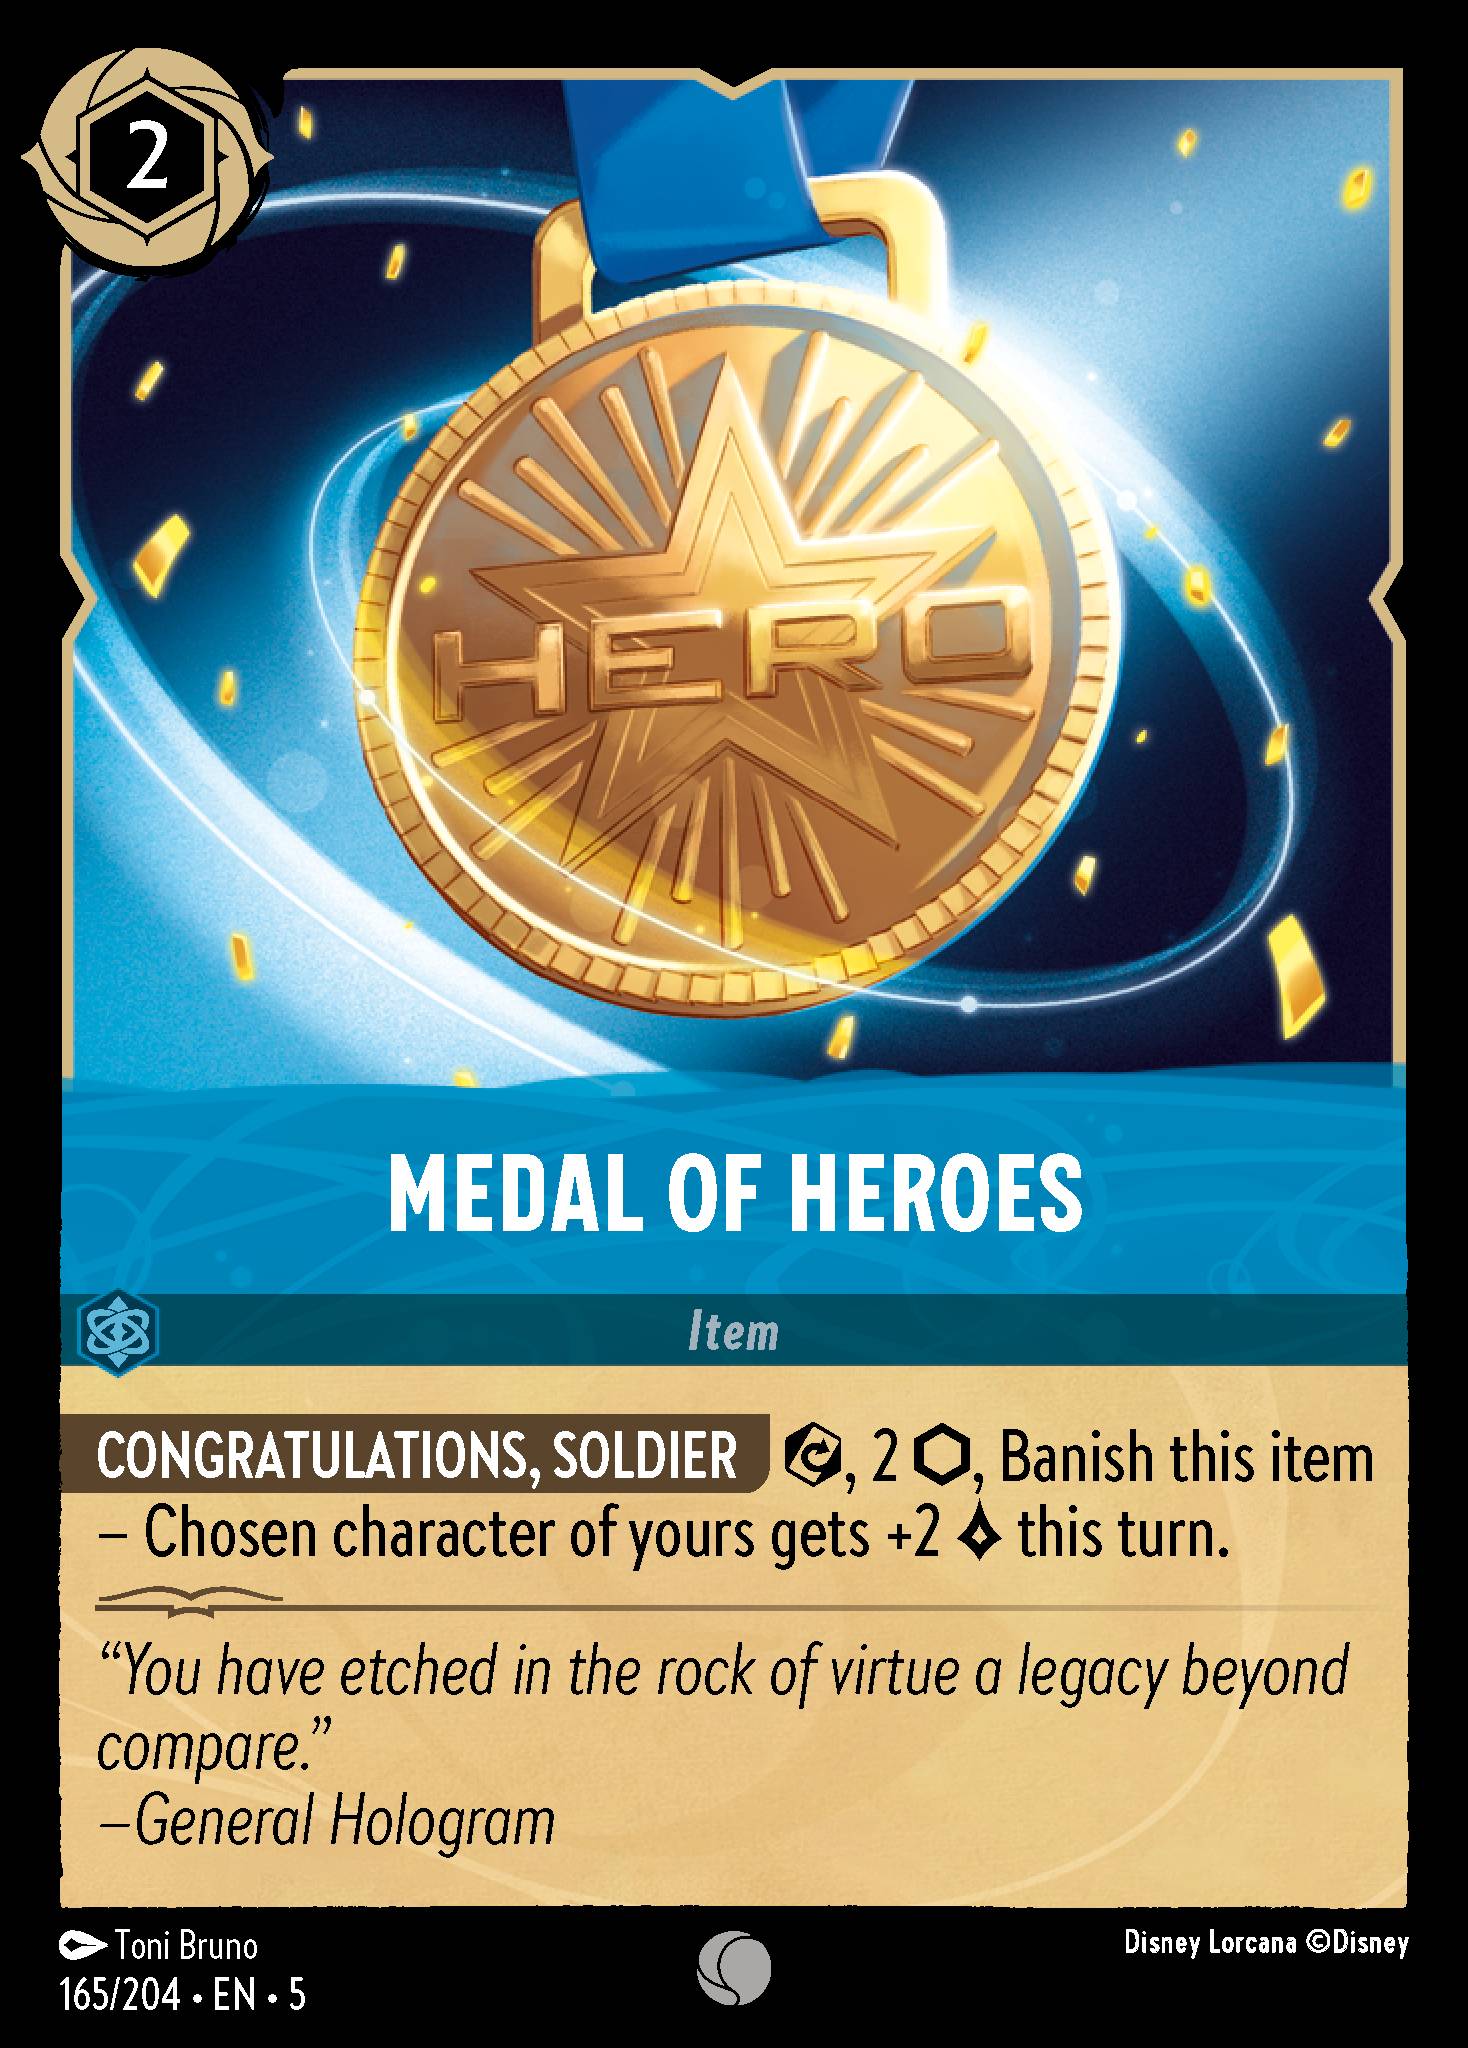 2
HERO
MEDAL OF HEROES
Item
CONGRATULATIONS, SOLDIER , 2 , Banish this item
– Chosen character of yours gets +2 this turn.
“You have etched in the rock of virtue a legacy beyond
compare.”
–General Hologram
Toni Bruno
Disney Lorcana ©Disney
165/204 • EN • 5